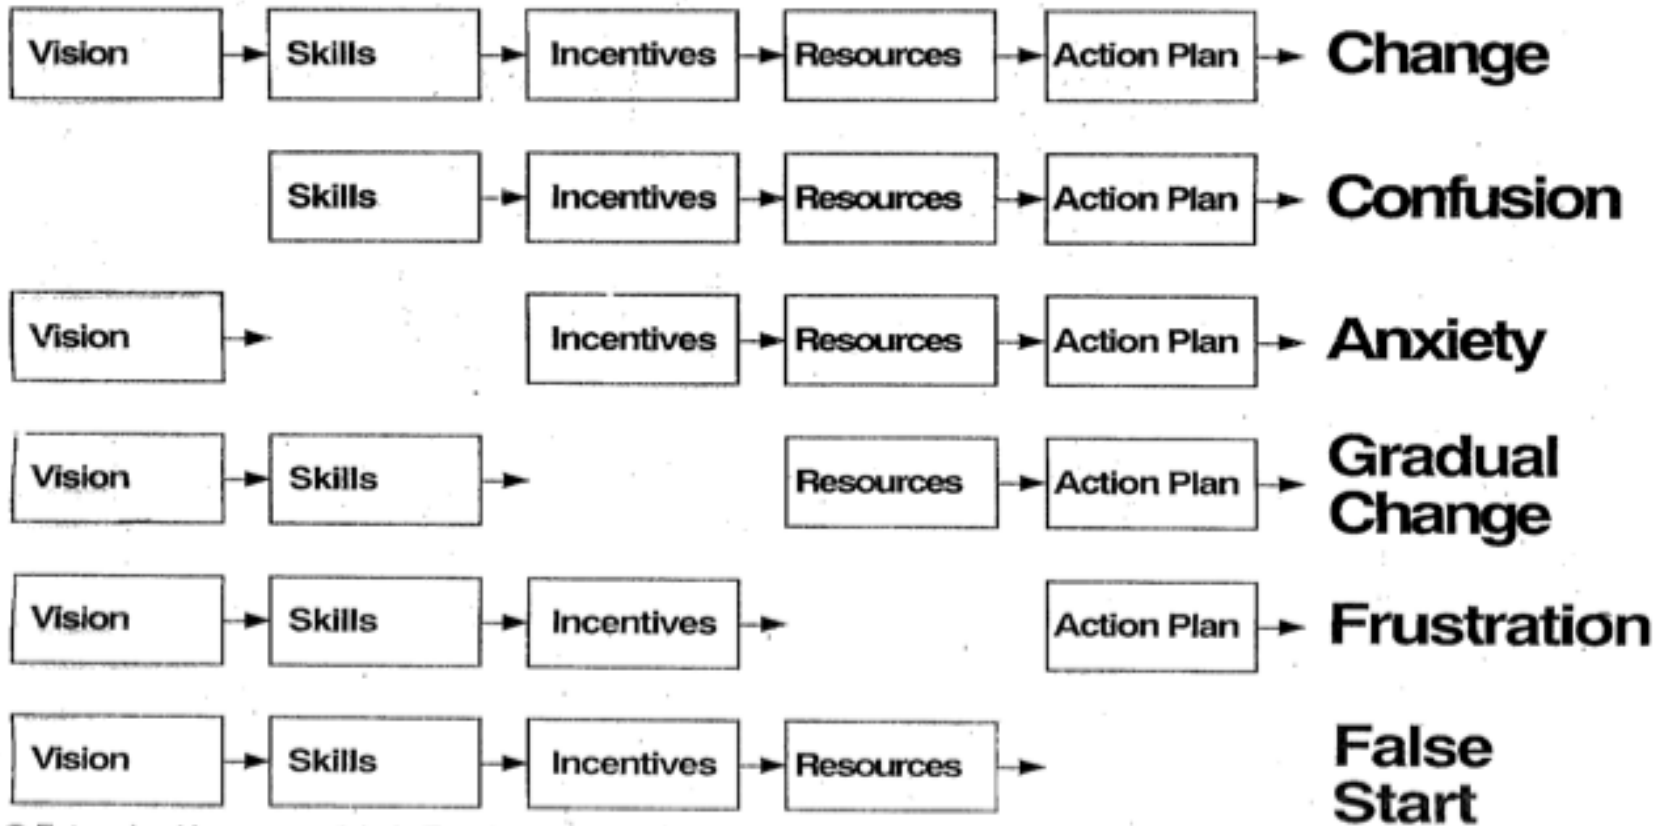 Vision Skills Incentives Resources Action Plan Change
Skills Incentives Resources Action Plan Confusion
Vision Incentives Resources Action Plan Anxiety
Vision Skills Resources Action Plan Gradual
Change
Vision Skills Incentives Action Plan Frustration
Vision Skills Incentives Resources False
Start